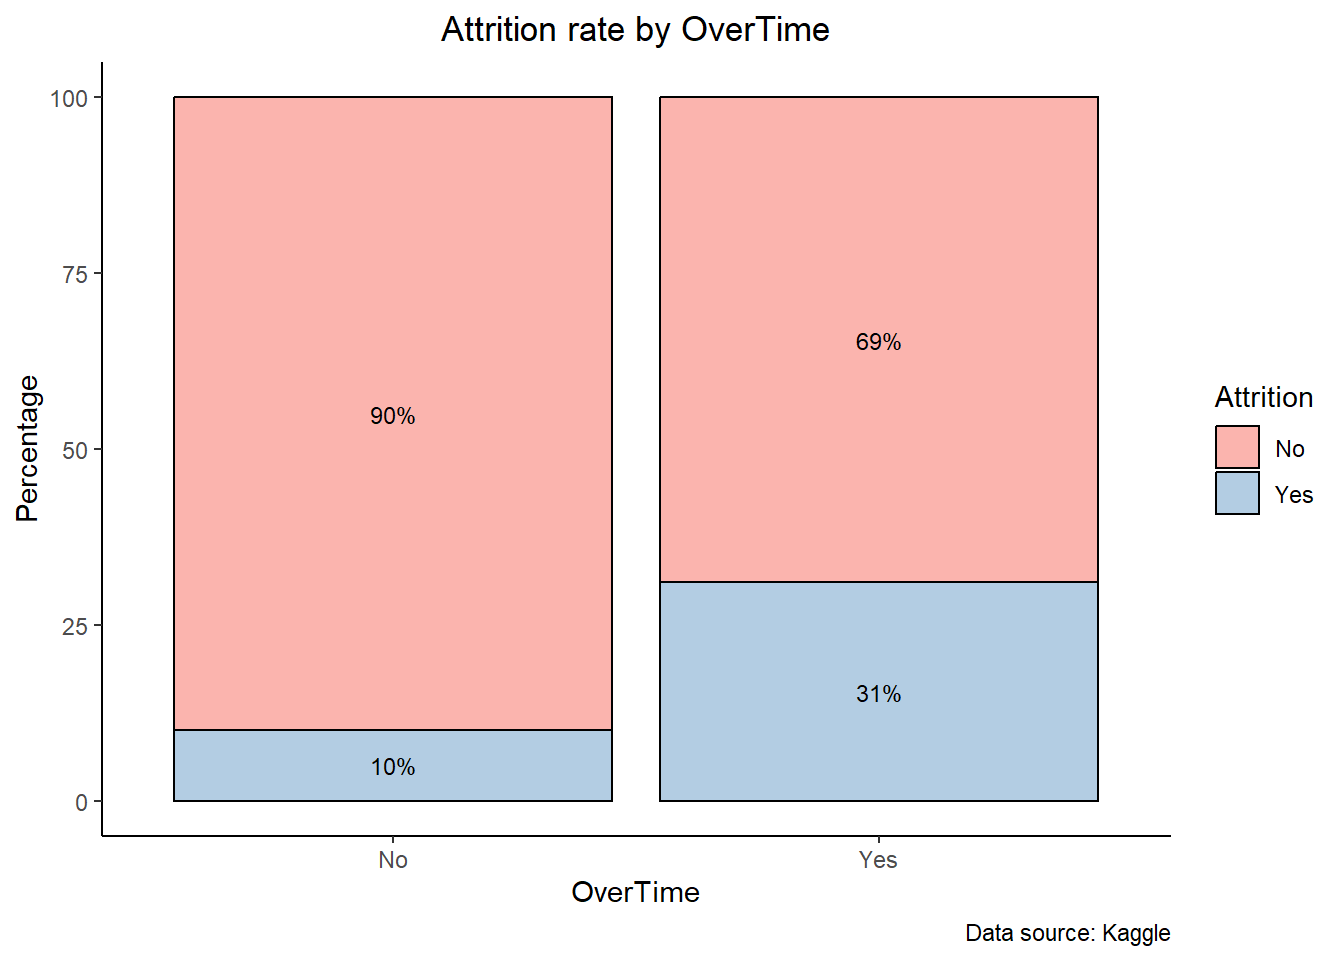 Attrition rate by OverTime
Percentage
100
75
50
25
0
90%
10%
69%
31%
No
Yes
OverTime
Attrition
No
Yes
Data source: Kaggle